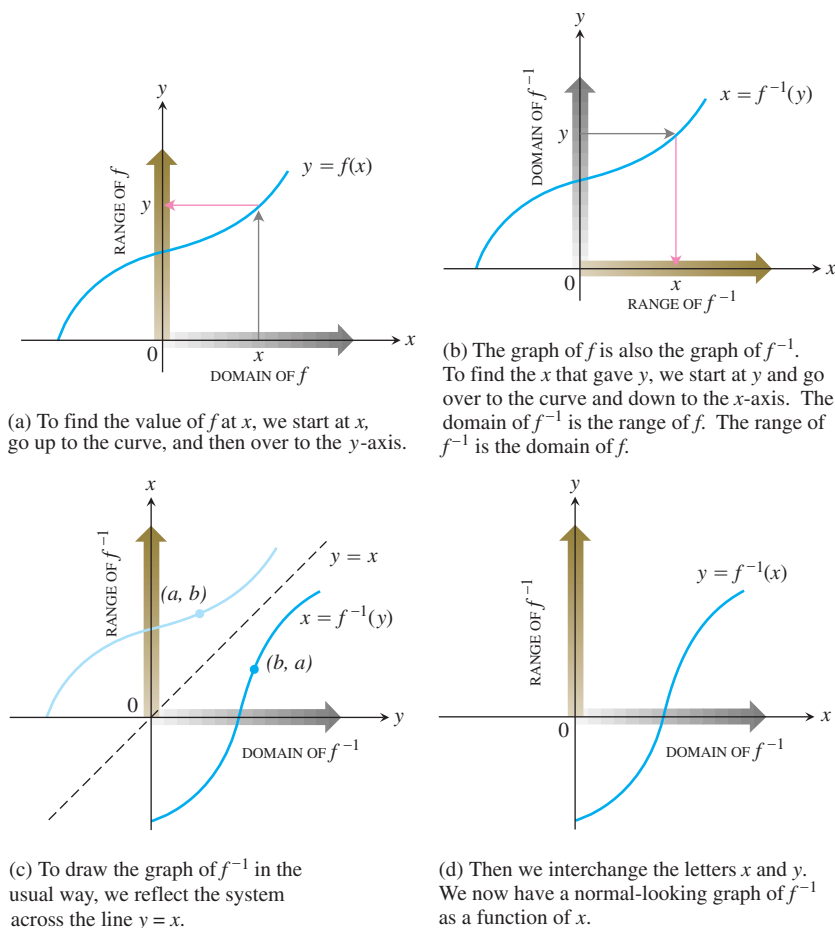 y
RANGE OF f
y = f(x)
y
0
x
x
DOMAIN OF f
(a) To find the value of f at x, we start at x,
go up to the curve, and then over to the y-axis.
y
DOMAIN OF f⁻¹
x = f⁻¹(y)
y
0
x
x
RANGE OF f⁻¹
(b) The graph of f is also the graph of f⁻¹.
To find the x that gave y, we start at y and go
over to the curve and down to the x-axis. The
domain of f⁻¹ is the range of f. The range of
f⁻¹ is the domain of f.
x
RANGE OF f⁻¹
y = x
(a, b)
x = f⁻¹(y)
(b, a)
0
y
DOMAIN OF f⁻¹
(c) To draw the graph of f⁻¹ in the
usual way, we reflect the system
across the line y = x.
y
RANGE OF f⁻¹
y = f⁻¹(x)
0
x
DOMAIN OF f⁻¹
(d) Then we interchange the letters x and y.
We now have a normal-looking graph of f⁻¹
as a function of x.